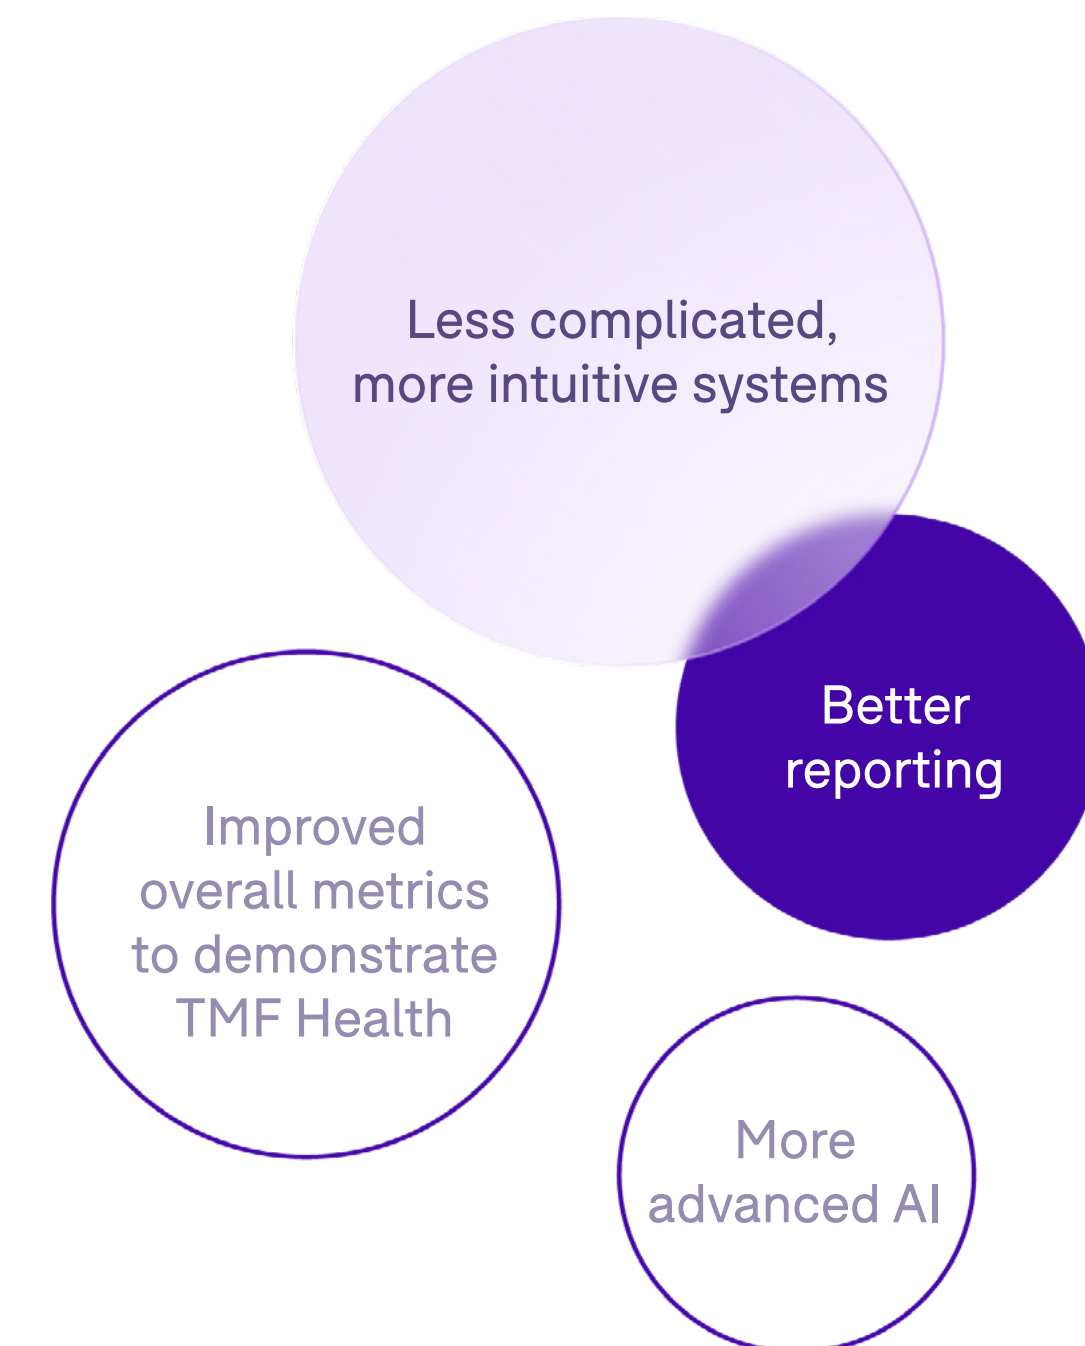 Less complicated,
more intuitive systems
Better
reporting
Improved
overall metrics
to demonstrate
TMF Health
More
advanced AI